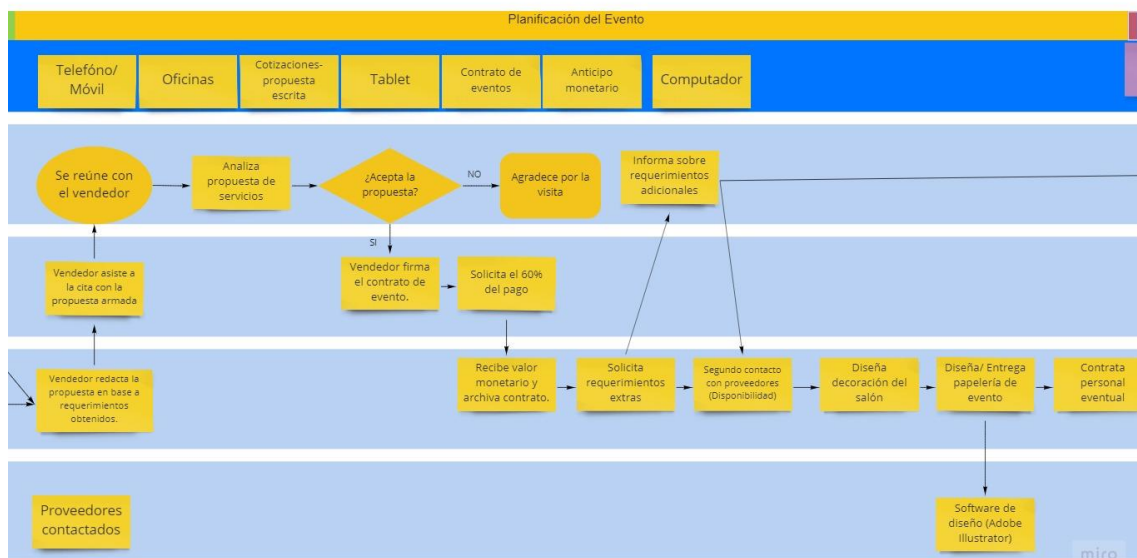 Planificación del Evento
Telefóno/
Móvil
Oficinas
Cotizaciones-
propuesta
escrita
Tablet
Contrato de
eventos
Anticipo
monetario
Computador
Se reúne con
el vendedor
Analiza
propuesta de
servicios
¿Acepta la
propuesta?
NO
Agradece por la
visita
Informa sobre
requerimientos
adicionales
SI
Vendedor asiste a
la cita con la
propuesta armada
Vendedor firma
el contrato de
evento.
Solicita el 60%
del pago
Vendedor redacta la
propuesta en base a
requerimientos
obtenidos.
Recibe valor
monetario y
archiva contrato.
Solicita
requerimientos
extras
Segundo contacto
con proveedores
(Disponibilidad)
Diseña
decoración del
salón
Diseña/ Entrega
papelería de
evento
Contrata
personal
eventual
Proveedores
contactados
Software de
diseño (Adobe
Illustrator)
miro